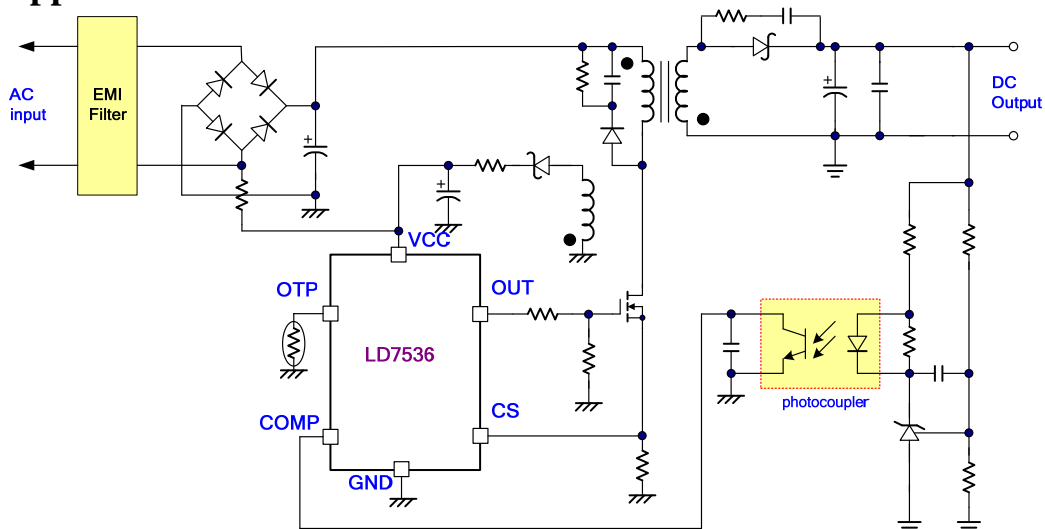 AC
input
EMI
Filter
+
+
+
DC
Output
VCC
OTP
OUT
LD7536
COMP
CS
GND
photocoupler